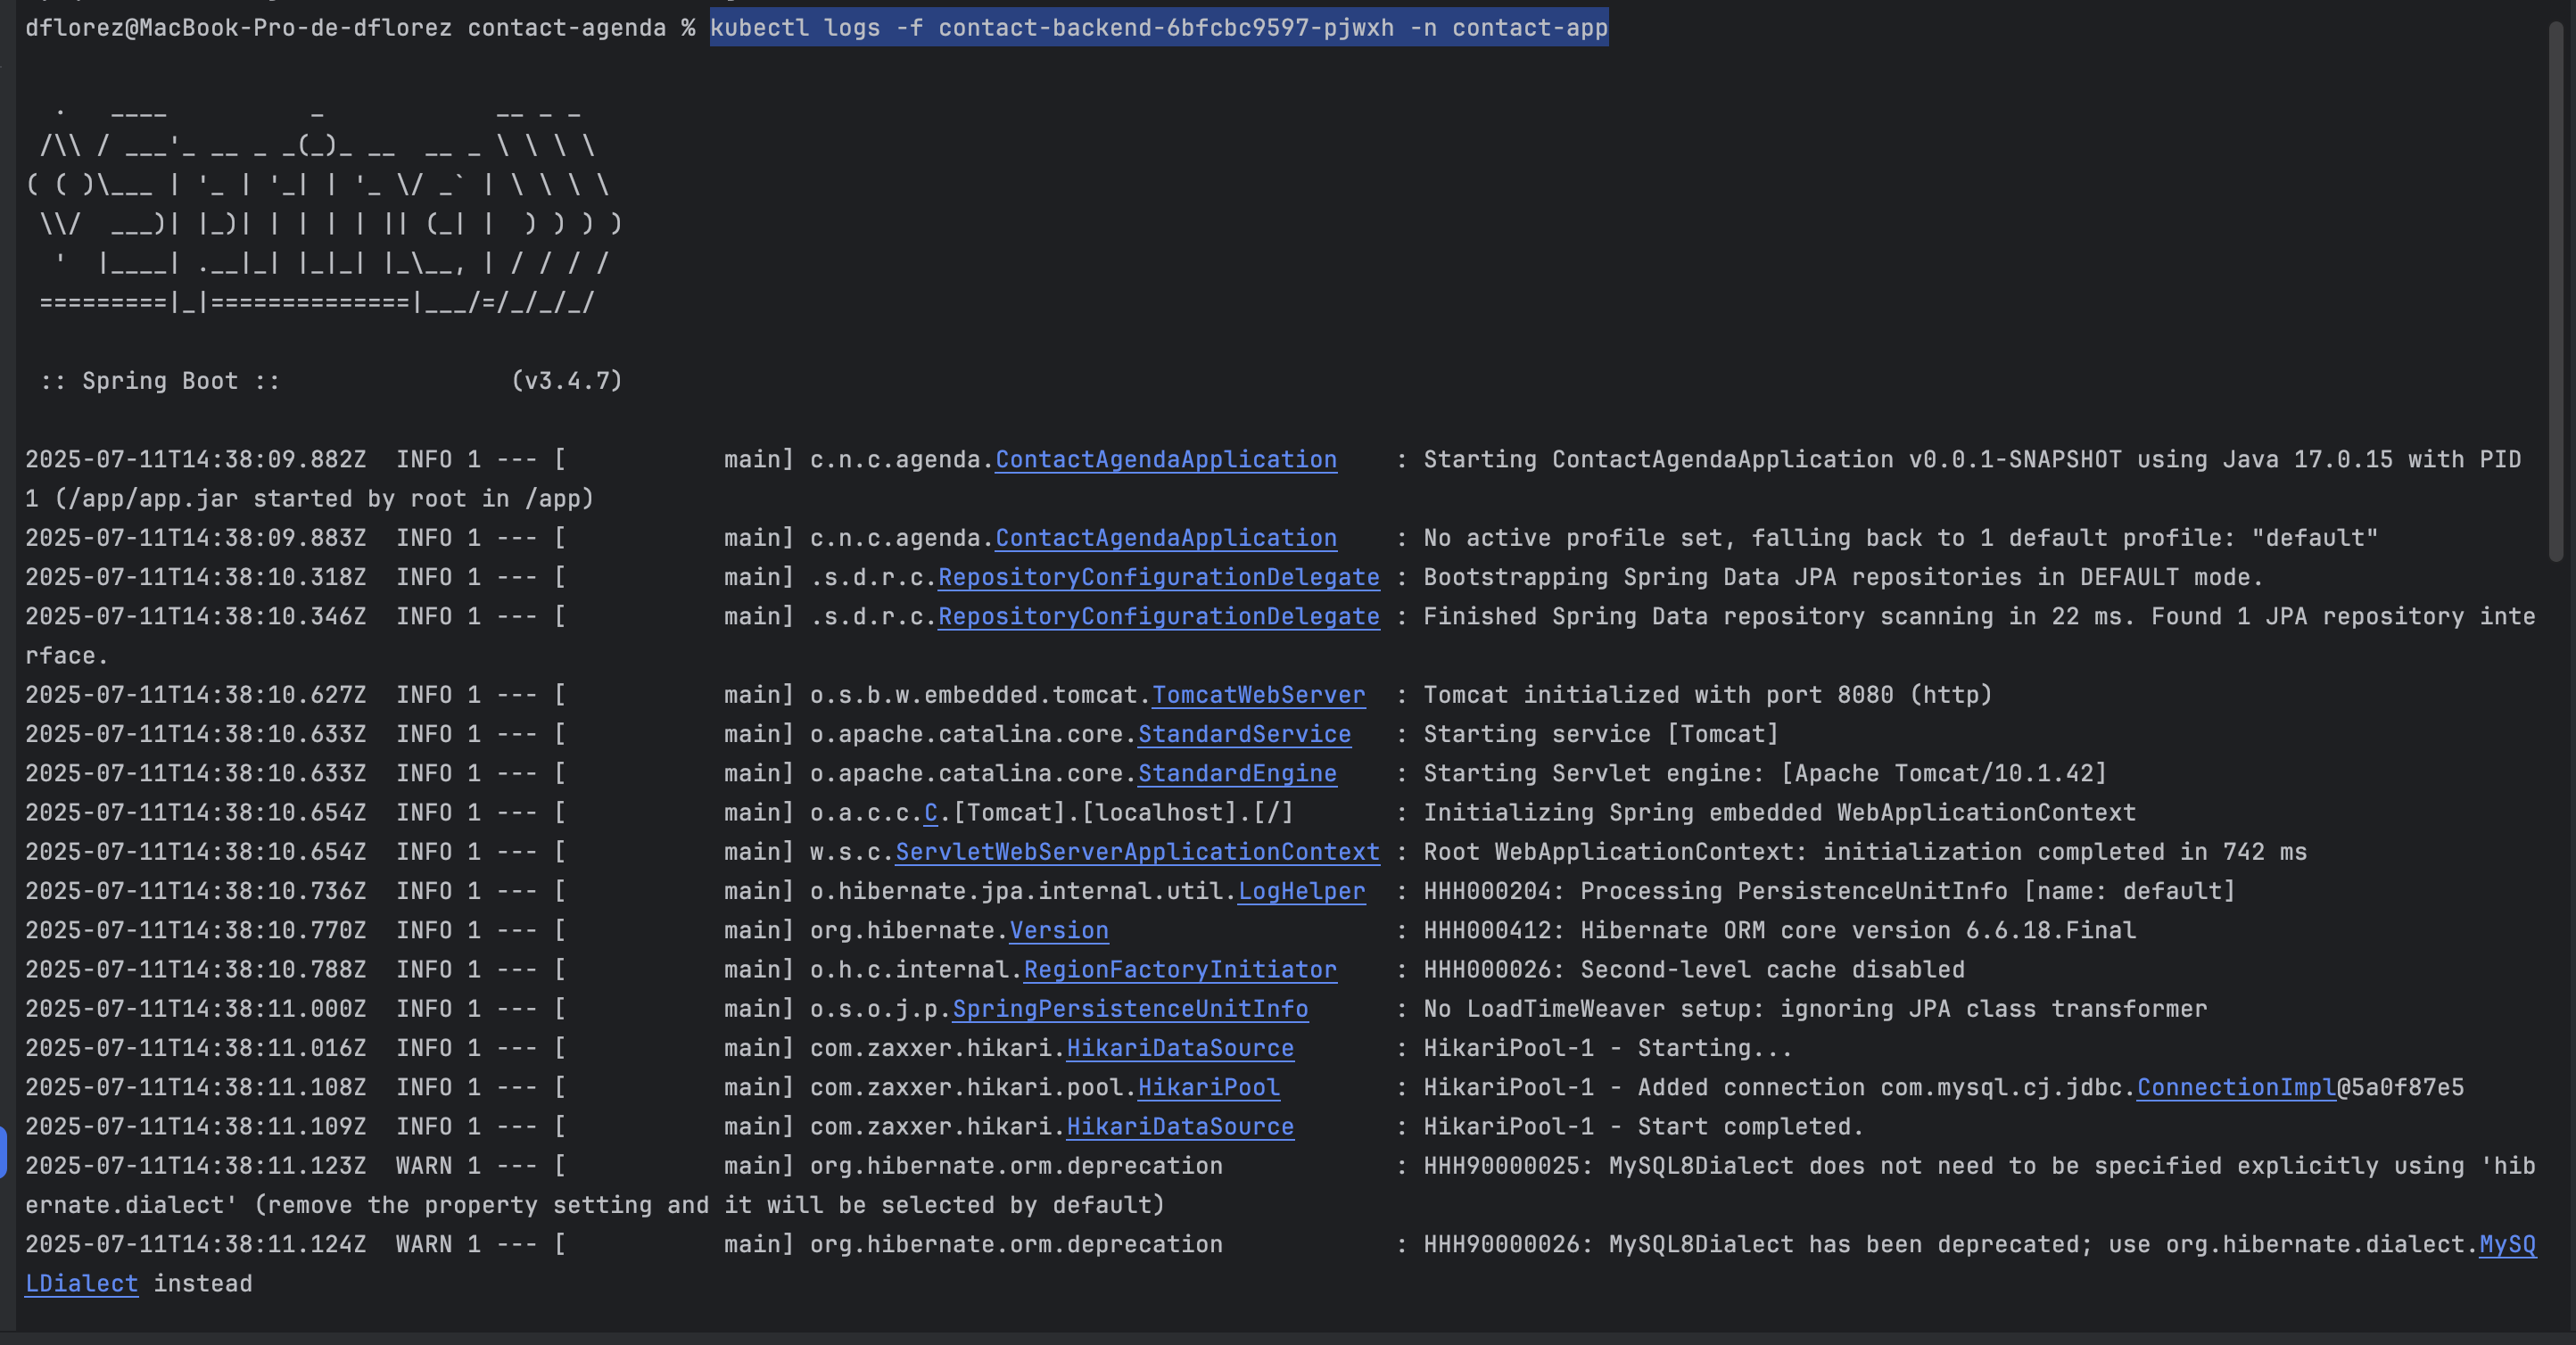 dflorez@MacBook-Pro-de-dflorez contact-agenda % kubectl logs -f contact-backend-6bfcbc9597-pjwxh -n contact-app
  .   ____          _            __ _ _
 /\\ / ___'_ __ _ _(_)_ __  __ _ \ \ \ \
( ( )\___ | '_ | '_| | '_ \/ _` | \ \ \ \
 \\/  ___)| |_)| | | | | || (_| |  ) ) ) )
  '  |____| .__|_| |_|_| |_\__, | / / / /
 =========|_|==============|___/=/_/_/_/
 :: Spring Boot ::                (v3.4.7)
2025-07-11T14:38:09.882Z  INFO 1 --- [           main] c.n.c.agenda.ContactAgendaApplication    : Starting ContactAgendaApplication v0.0.1-SNAPSHOT using Java 17.0.15 with PID
1 (/app/app.jar started by root in /app)
2025-07-11T14:38:09.883Z  INFO 1 --- [           main] c.n.c.agenda.ContactAgendaApplication    : No active profile set, falling back to 1 default profile: "default"
2025-07-11T14:38:10.318Z  INFO 1 --- [           main] .s.d.r.c.RepositoryConfigurationDelegate : Bootstrapping Spring Data JPA repositories in DEFAULT mode.
2025-07-11T14:38:10.346Z  INFO 1 --- [           main] .s.d.r.c.RepositoryConfigurationDelegate : Finished Spring Data repository scanning in 22 ms. Found 1 JPA repository inte
rface.
2025-07-11T14:38:10.627Z  INFO 1 --- [           main] o.s.b.w.embedded.tomcat.TomcatWebServer  : Tomcat initialized with port 8080 (http)
2025-07-11T14:38:10.633Z  INFO 1 --- [           main] o.apache.catalina.core.StandardService   : Starting service [Tomcat]
2025-07-11T14:38:10.633Z  INFO 1 --- [           main] o.apache.catalina.core.StandardEngine    : Starting Servlet engine: [Apache Tomcat/10.1.42]
2025-07-11T14:38:10.654Z  INFO 1 --- [           main] o.a.c.c.C.[Tomcat].[localhost].[/]       : Initializing Spring embedded WebApplicationContext
2025-07-11T14:38:10.654Z  INFO 1 --- [           main] w.s.c.ServletWebServerApplicationContext : Root WebApplicationContext: initialization completed in 742 ms
2025-07-11T14:38:10.736Z  INFO 1 --- [           main] o.hibernate.jpa.internal.util.LogHelper  : HHH000204: Processing PersistenceUnitInfo [name: default]
2025-07-11T14:38:10.770Z  INFO 1 --- [           main] org.hibernate.Version                    : HHH000412: Hibernate ORM core version 6.6.18.Final
2025-07-11T14:38:10.788Z  INFO 1 --- [           main] o.h.c.internal.RegionFactoryInitiator    : HHH000026: Second-level cache disabled
2025-07-11T14:38:11.000Z  INFO 1 --- [           main] o.s.o.j.p.SpringPersistenceUnitInfo      : No LoadTimeWeaver setup: ignoring JPA class transformer
2025-07-11T14:38:11.016Z  INFO 1 --- [           main] com.zaxxer.hikari.HikariDataSource       : HikariPool-1 - Starting...
2025-07-11T14:38:11.108Z  INFO 1 --- [           main] com.zaxxer.hikari.pool.HikariPool        : HikariPool-1 - Added connection com.mysql.cj.jdbc.ConnectionImpl@5a0f87e5
2025-07-11T14:38:11.109Z  INFO 1 --- [           main] com.zaxxer.hikari.HikariDataSource       : HikariPool-1 - Start completed.
2025-07-11T14:38:11.123Z  WARN 1 --- [           main] org.hibernate.orm.deprecation            : HHH90000025: MySQL8Dialect does not need to be specified explicitly using 'hib
ernate.dialect' (remove the property setting and it will be selected by default)
2025-07-11T14:38:11.124Z  WARN 1 --- [           main] org.hibernate.orm.deprecation            : HHH90000026: MySQL8Dialect has been deprecated; use org.hibernate.dialect.MySQ
LDialect instead